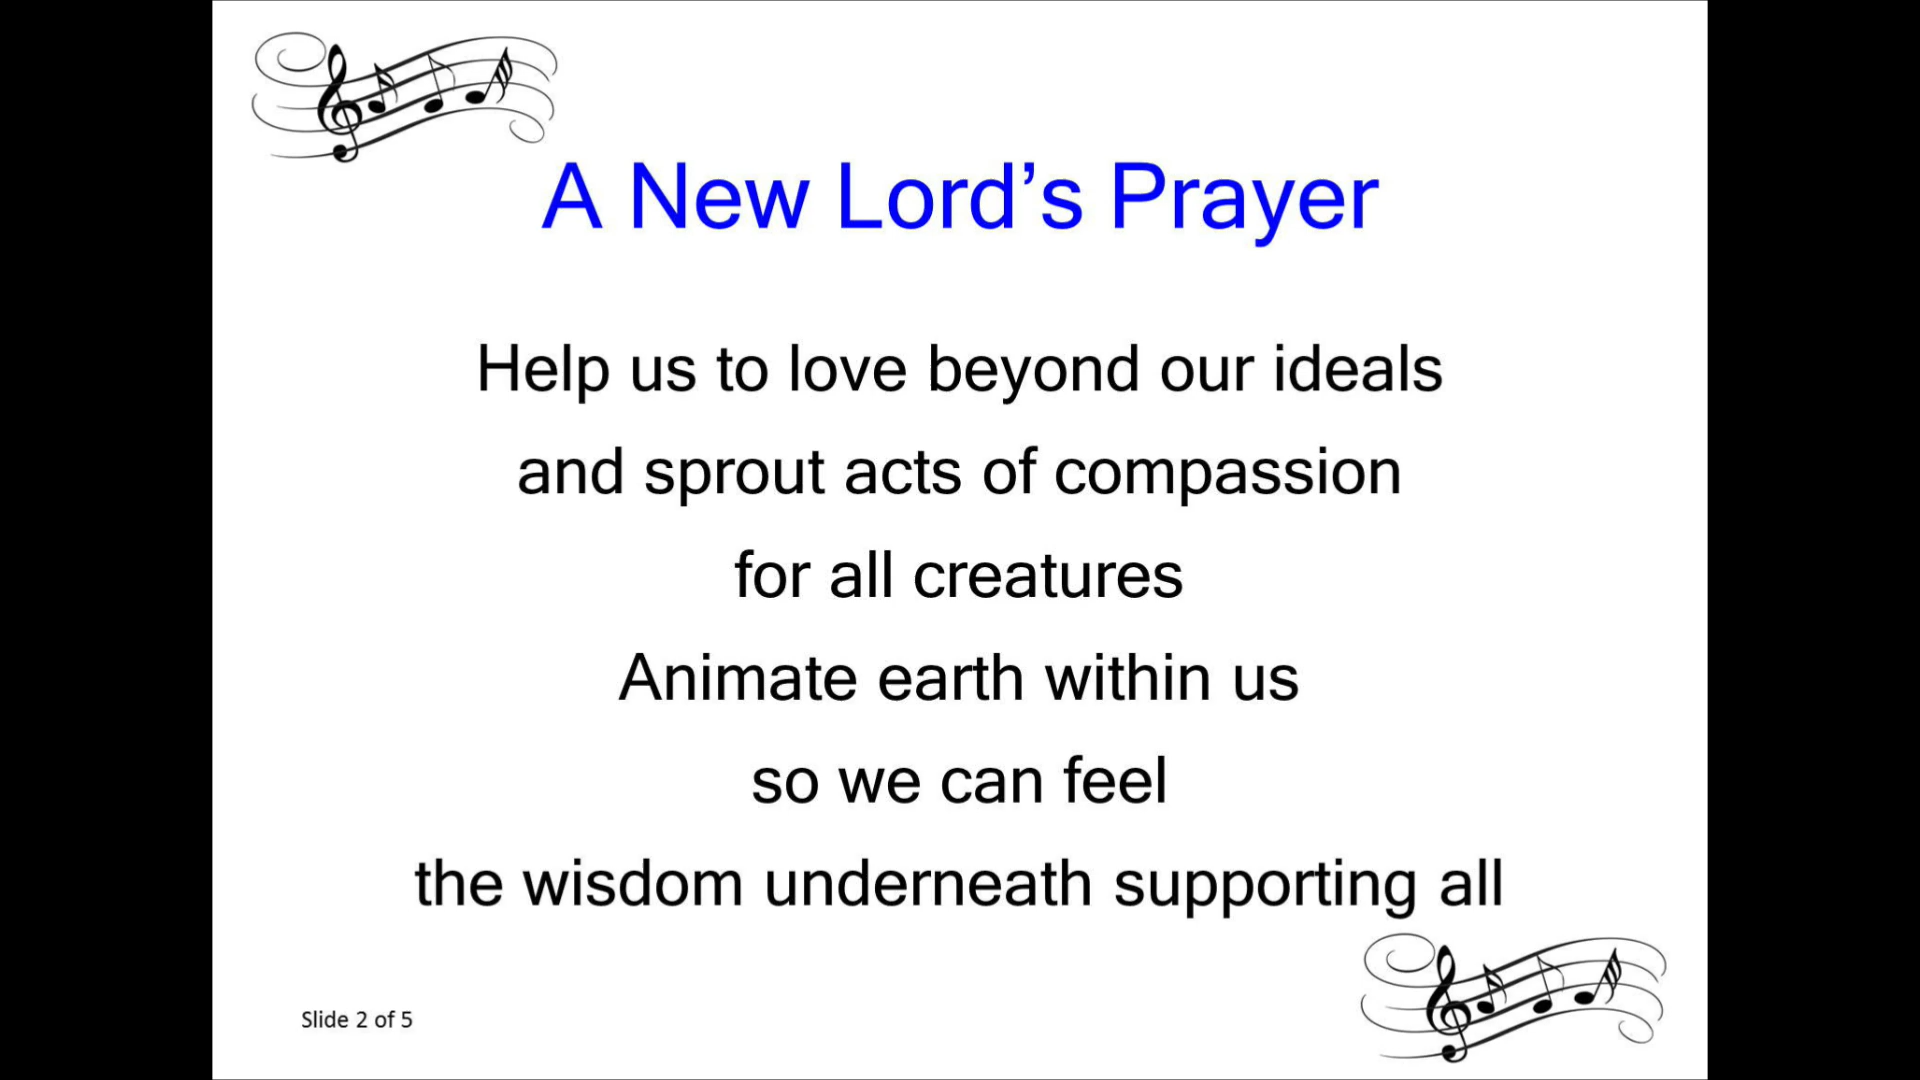 A New Lord’s Prayer
Help us to love beyond our ideals
and sprout acts of compassion
for all creatures
Animate earth within us
so we can feel
the wisdom underneath supporting all
Slide 2 of 5